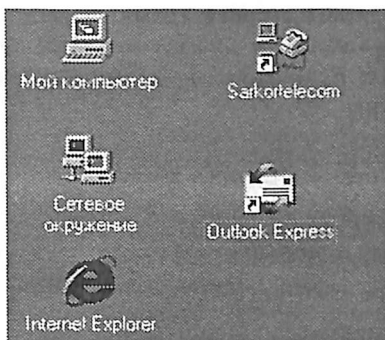 Мой компьютер
Sarkortelecom
Сетевое
окружение
Outlook Express
Internet Explorer